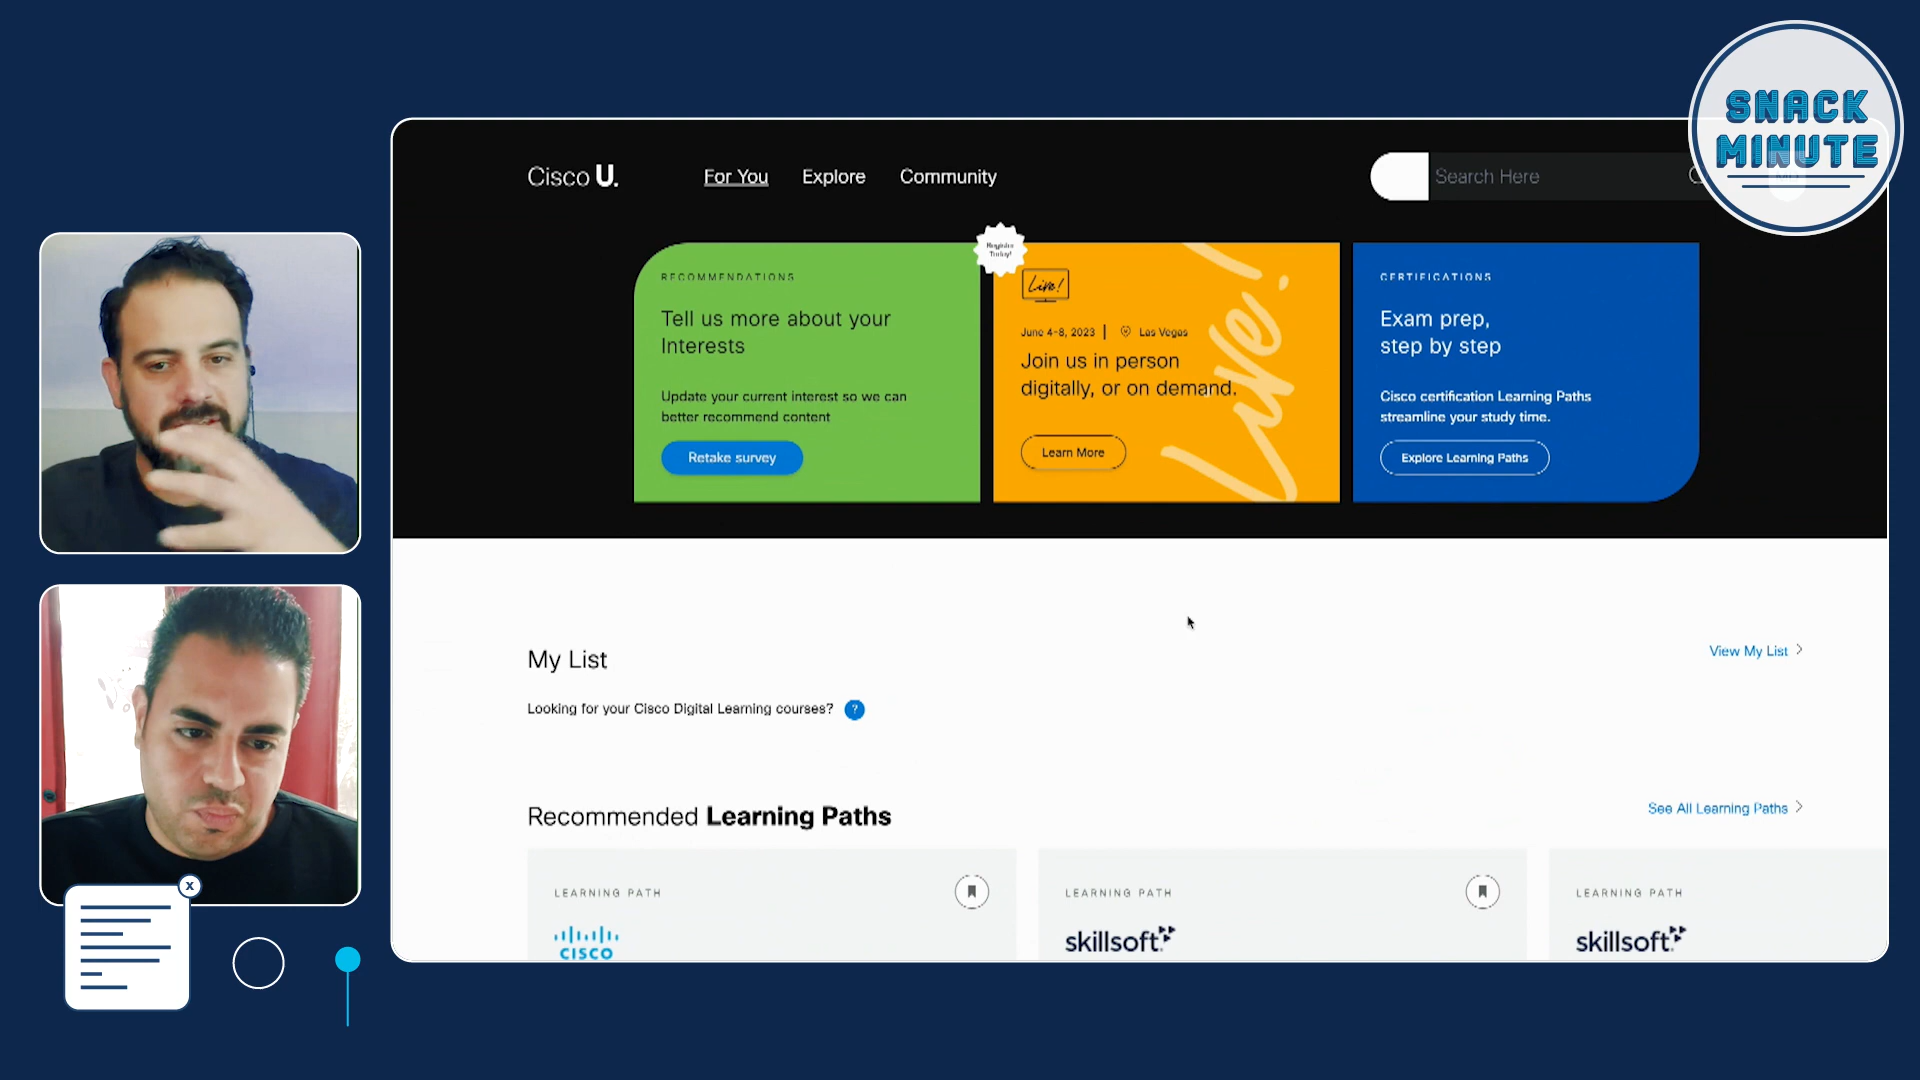 SNACK
MINUTE
Cisco U.
For You
Explore
Community
Search Here
RECOMMENDATIONS
Tell us more about your
Interests
Update your current interest so we can
better recommend content
Retake survey
Register
Today!
Live!
June 4-8, 2023 | Las Vegas
Join us in person
digitally, or on demand.
Learn More
Live!
CERTIFICATIONS
Exam prep,
step by step
Cisco certification Learning Paths
streamline your study time.
Explore Learning Paths
My List
View My List
Looking for your Cisco Digital Learning courses? ?
Recommended Learning Paths
See All Learning Paths
LEARNING PATH
CISCO
LEARNING PATH
skillsoft
LEARNING PATH
skillsoft
x